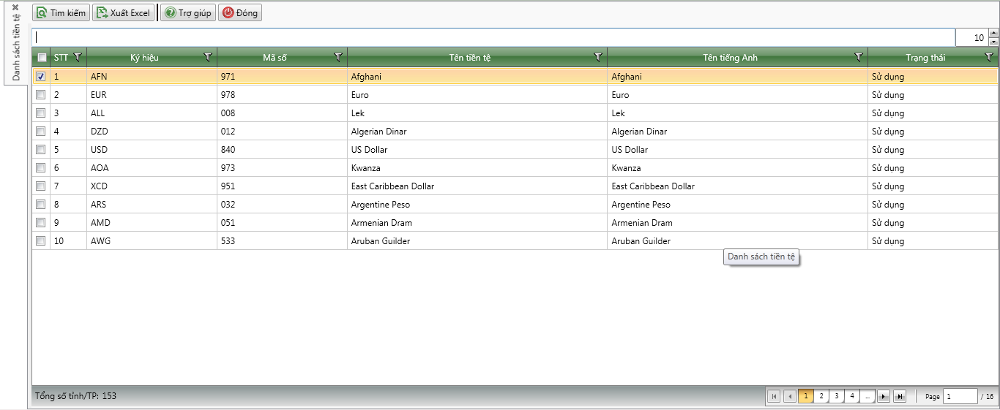 Danh sách tiền tệ
Tìm kiếm Xuất Excel Trợ giúp Đóng
10
STT Ký hiệu Mã số Tên tiền tệ Tên tiếng Anh Trạng thái
1 AFN 971 Afghani Afghani Sử dụng
2 EUR 978 Euro Euro Sử dụng
3 ALL 008 Lek Lek Sử dụng
4 DZD 012 Algerian Dinar Algerian Dinar Sử dụng
5 USD 840 US Dollar US Dollar Sử dụng
6 AOA 973 Kwanza Kwanza Sử dụng
7 XCD 951 East Caribbean Dollar East Caribbean Dollar Sử dụng
8 ARS 032 Argentine Peso Argentine Peso Sử dụng
9 AMD 051 Armenian Dram Armenian Dram Sử dụng
10 AWG 533 Aruban Guilder Aruban Guilder Sử dụng
Danh sách tiền tệ
Tổng số tỉnh/TP: 153 1 2 3 4 ... Page 1 / 16